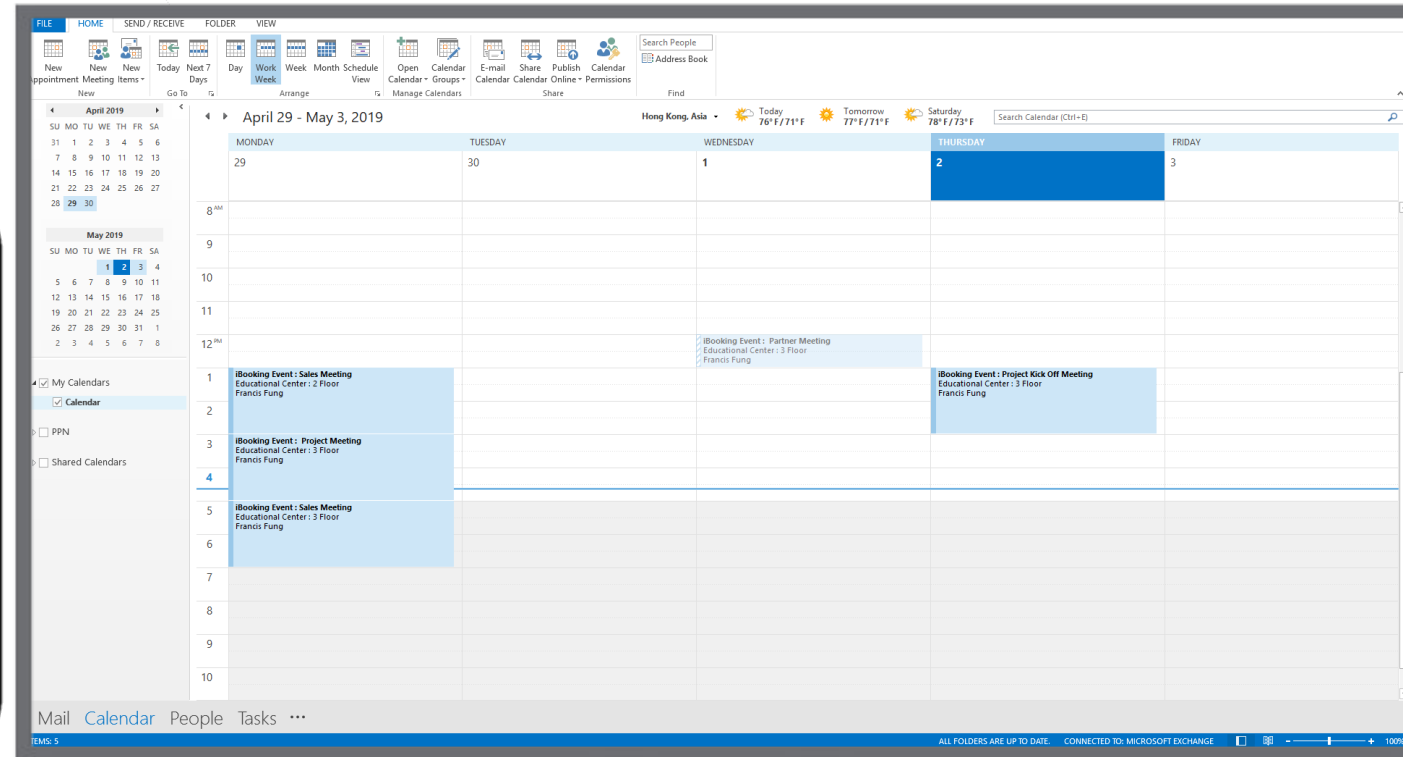 FILE HOME SEND / RECEIVE FOLDER VIEW
New Appointment
New Meeting
New Items
Today
Next 7 Days
Day
Work Week
Week
Month
Schedule View
Open Calendar
Calendar Groups
E-mail Calendar
Share Calendar
Publish Online
Calendar Permissions
Search People
Address Book
New Go To Arrange Manage Calendars Share Find
April 2019
SU MO TU WE TH FR SA
31 1 2 3 4 5 6
7 8 9 10 11 12 13
14 15 16 17 18 19 20
21 22 23 24 25 26 27
28 29 30
May 2019
SU MO TU WE TH FR SA
1 2 3 4
5 6 7 8 9 10 11
12 13 14 15 16 17 18
19 20 21 22 23 24 25
26 27 28 29 30 31 1
2 3 4 5 6 7 8
My Calendars
Calendar
PPN
Shared Calendars
April 29 - May 3, 2019
Hong Kong, Asia
Today
76° F / 71° F
Tomorrow
77° F / 71° F
Saturday
78° F / 73° F
Search Calendar (Ctrl+E)
MONDAY TUESDAY WEDNESDAY THURSDAY FRIDAY
29 30 1 2 3
8 AM
9
10
11
12 PM
1
2
3
4
5
6
7
8
9
10
iBooking Event : Sales Meeting
Educational Center : 2 Floor
Francis Fung
iBooking Event : Project Meeting
Educational Center : 3 Floor
Francis Fung
iBooking Event : Sales Meeting
Educational Center : 3 Floor
Francis Fung
iBooking Event : Partner Meeting
Educational Center : 3 Floor
Francis Fung
iBooking Event : Project Kick Off Meeting
Educational Center : 3 Floor
Francis Fung
Mail Calendar People Tasks ···
ITEMS: 5
ALL FOLDERS ARE UP TO DATE. CONNECTED TO: MICROSOFT EXCHANGE
100%